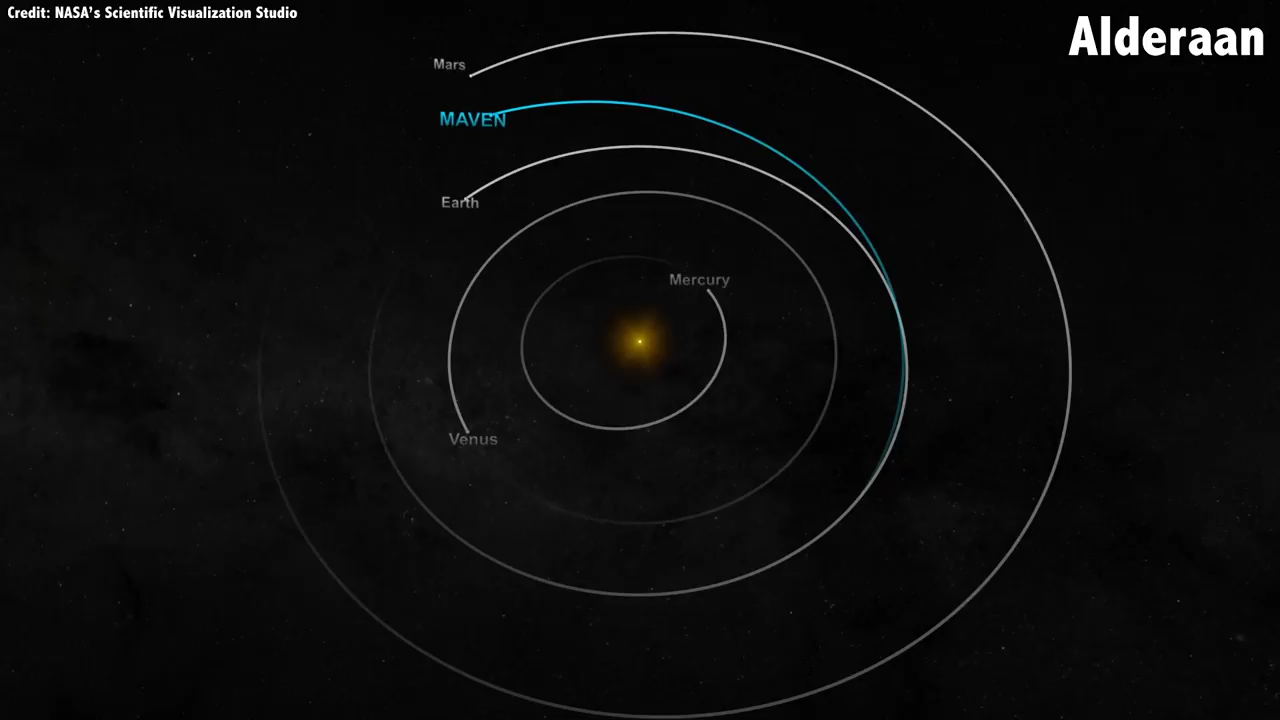 Credit: NASA's Scientific Visualization Studio
Alderaan
Mars
MAVEN
Earth
Mercury
Venus